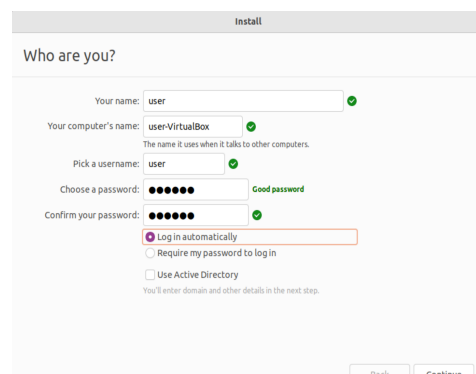 Install
Who are you?
Your name: user
Your computer's name: user-VirtualBox
The name it uses when it talks to other computers.
Pick a username: user
Choose a password: ●●●●●● Good password
Confirm your password: ●●●●●●
Log in automatically
Require my password to log in
Use Active Directory
You'll enter domain and other details in the next step.
Back Continue